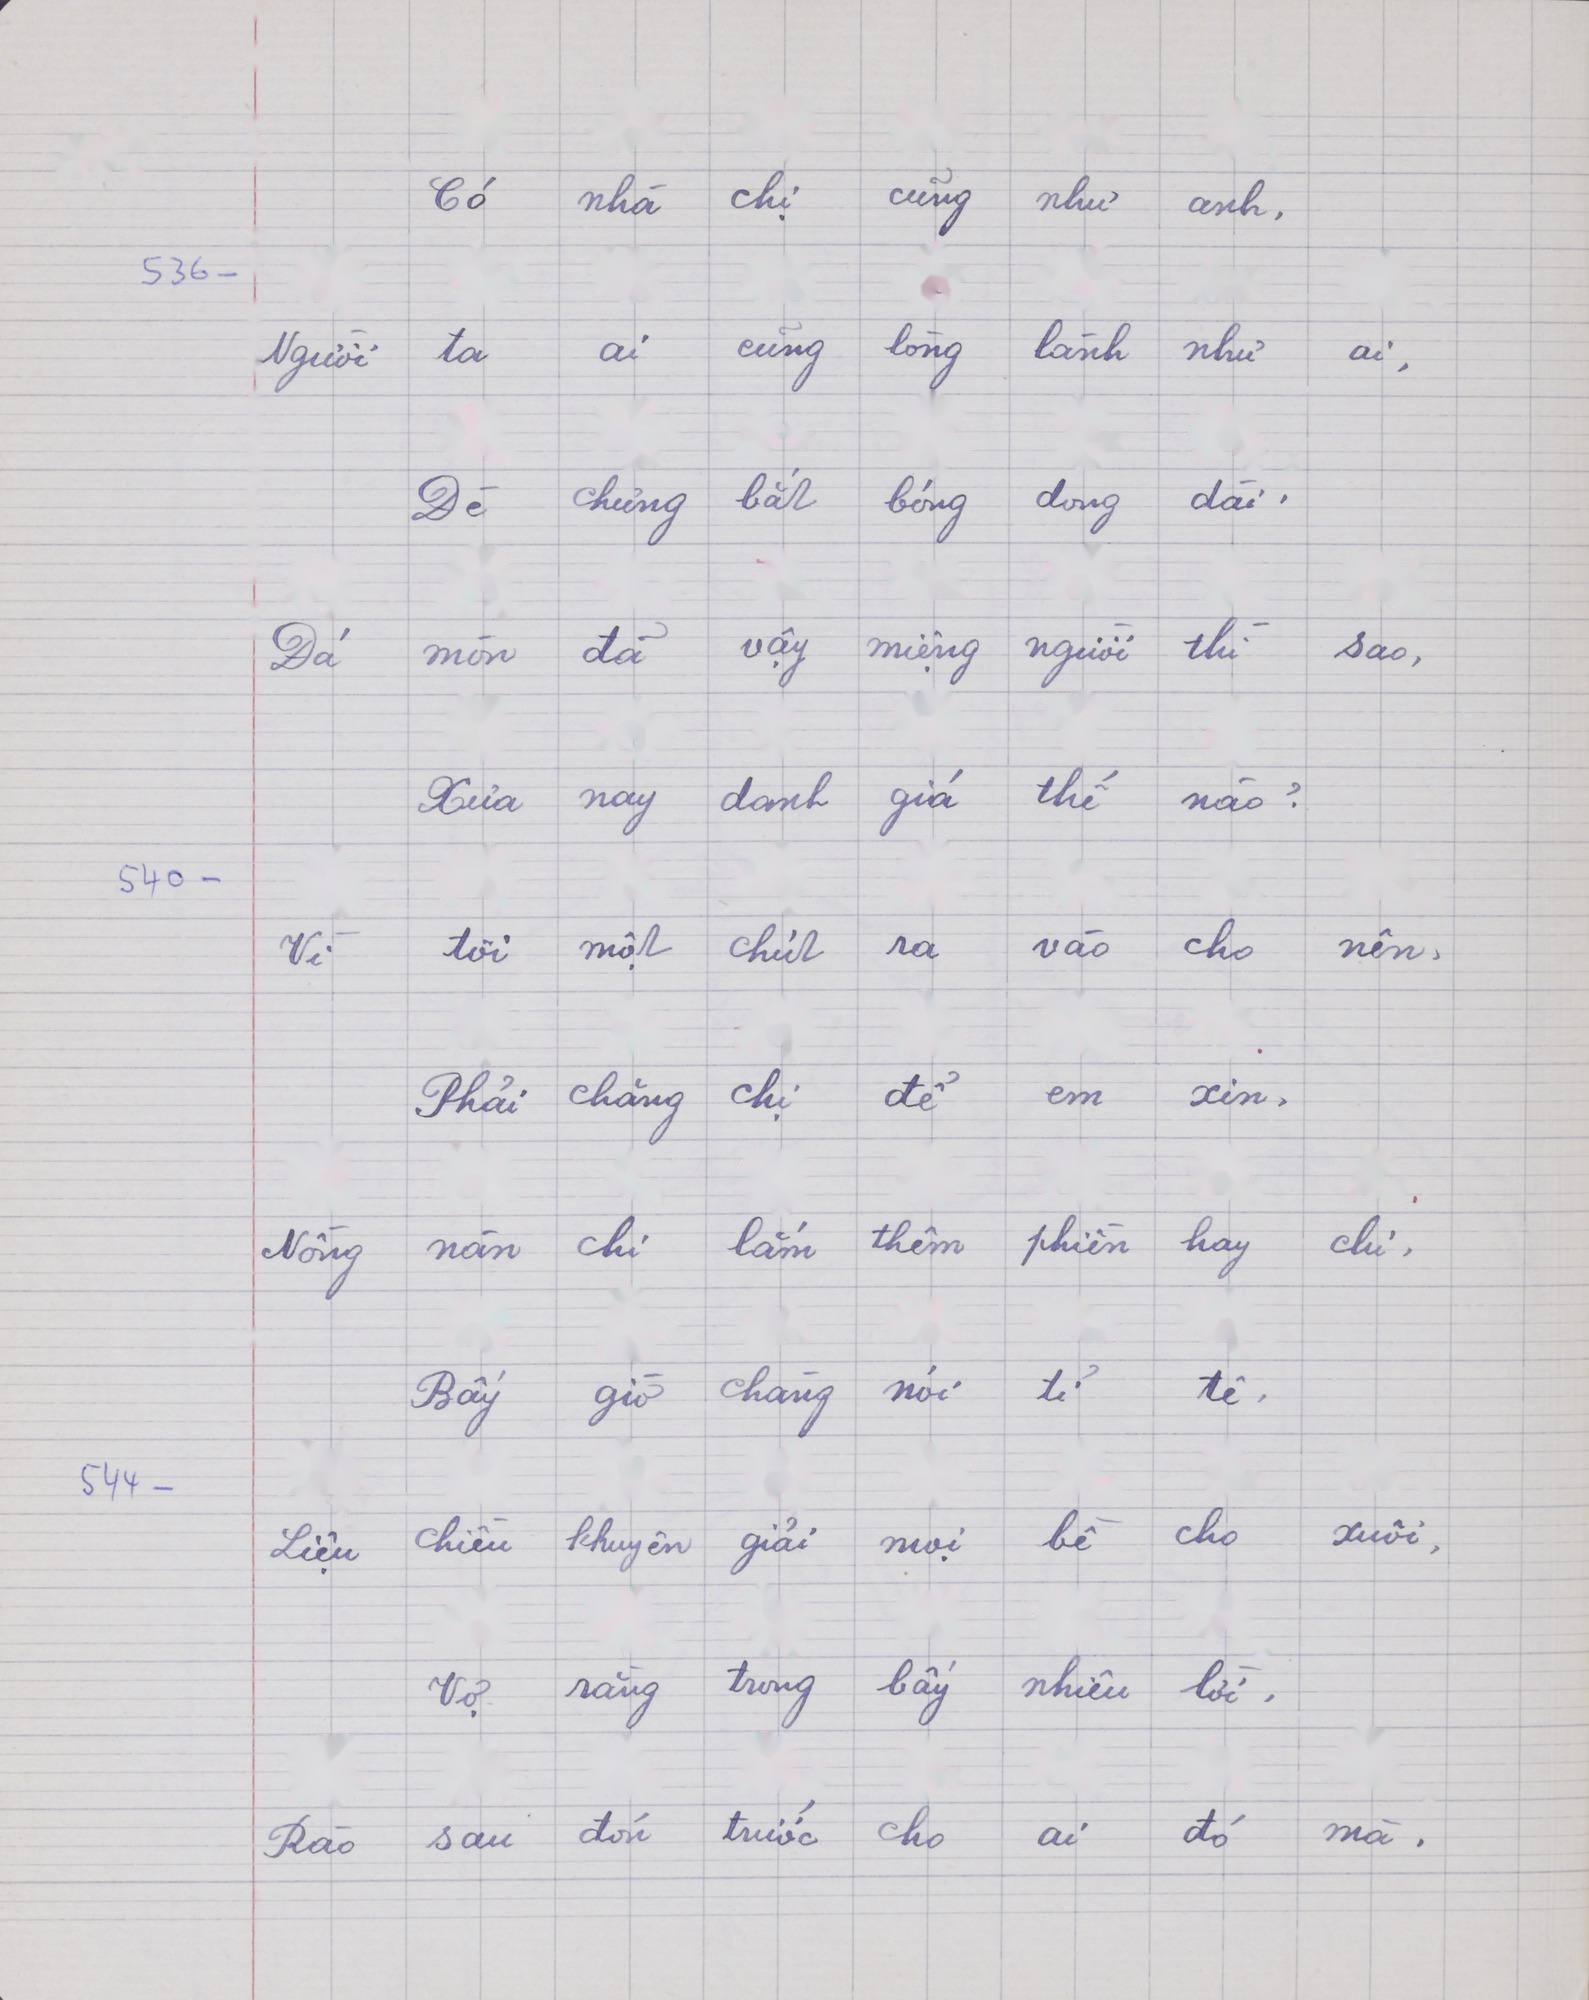 Có nhà chị cũng như anh,
536-
Người ta ai cũng lòng lành như ai,
Dè chừng bắt bóng dong dài,
Dá môn đã vậy miệng người thì sao,
Xưa nay danh giá thế nào?
540-
Vì tôi một chút ra vào cho nên,
Phải chăng chị để em xin,
Nồng nàn chi lắm thêm phiền hay chi,
Bấy giờ chàng nói tỉ tê,
544-
Liệu chiều khuyên giải mọi bề cho xuôi,
Vợ rằng trong bấy nhiêu lời,
Rào sau đón trước cho ai đó mà,